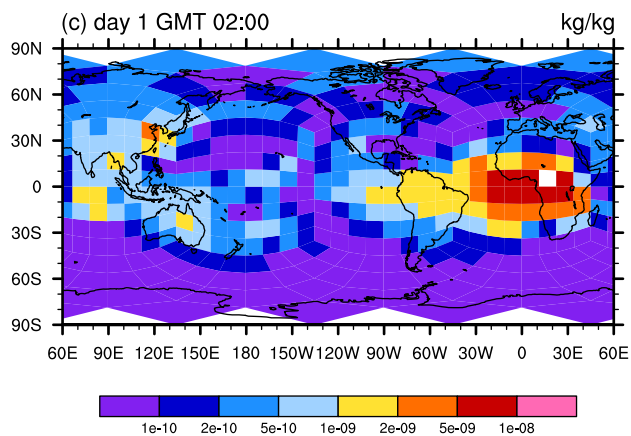 (c) day 1 GMT 02:00 kg/kg
90N
60N
30N
0
30S
60S
90S
60E 90E 120E 150E 180 150W 120W 90W 60W 30W 0 30E 60E
1e-10 2e-10 5e-10 1e-09 2e-09 5e-09 1e-08